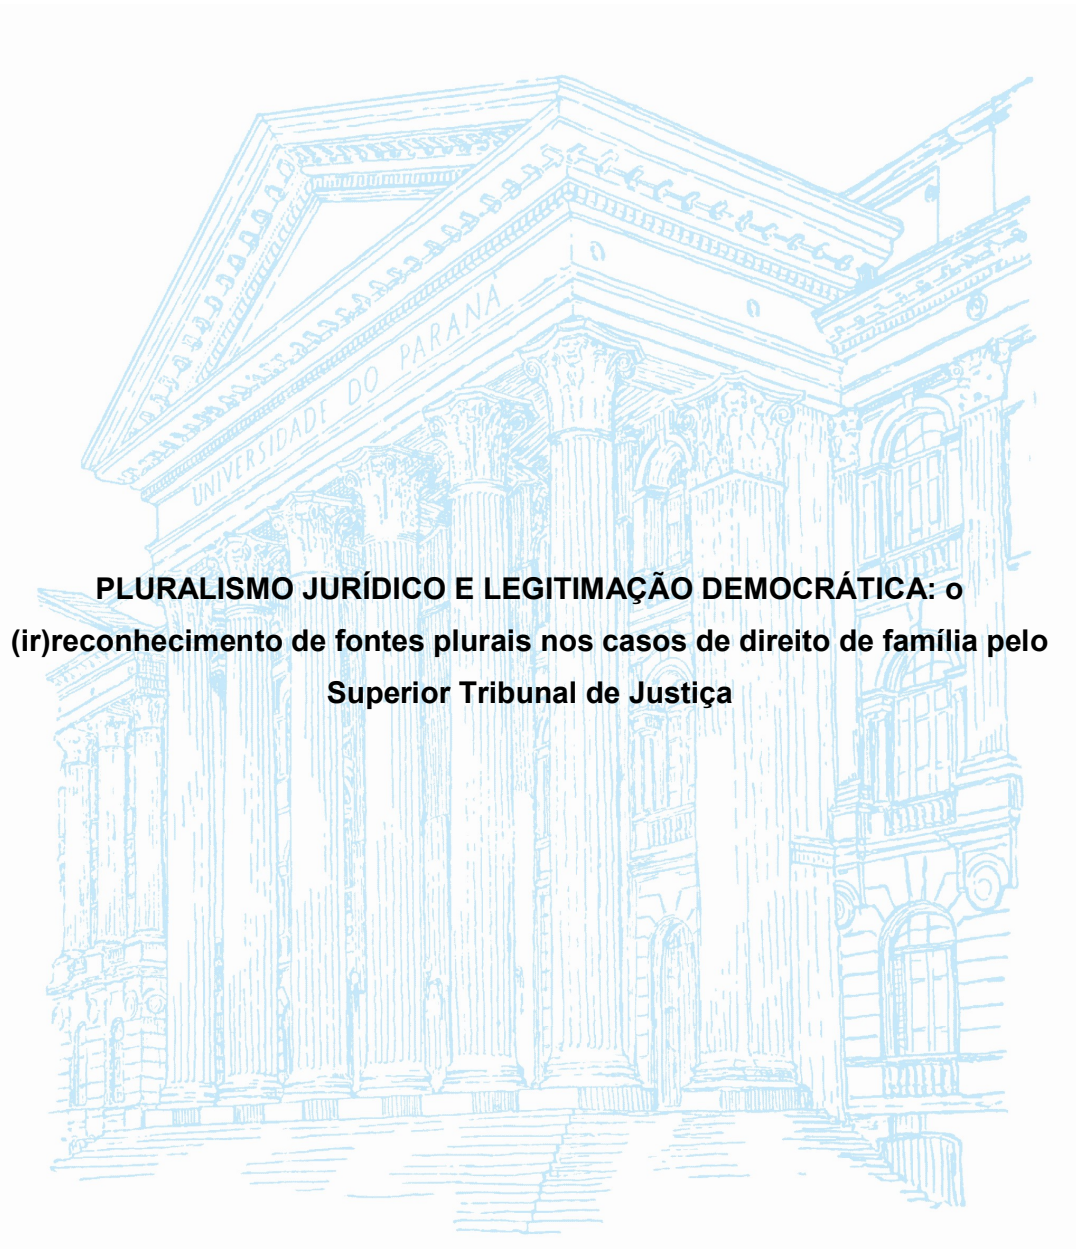 UNIVERSIDADE DO PARANÁ
PLURALISMO JURÍDICO E LEGITIMAÇÃO DEMOCRÁTICA: o
(ir)reconhecimento de fontes plurais nos casos de direito de família pelo
Superior Tribunal de Justiça